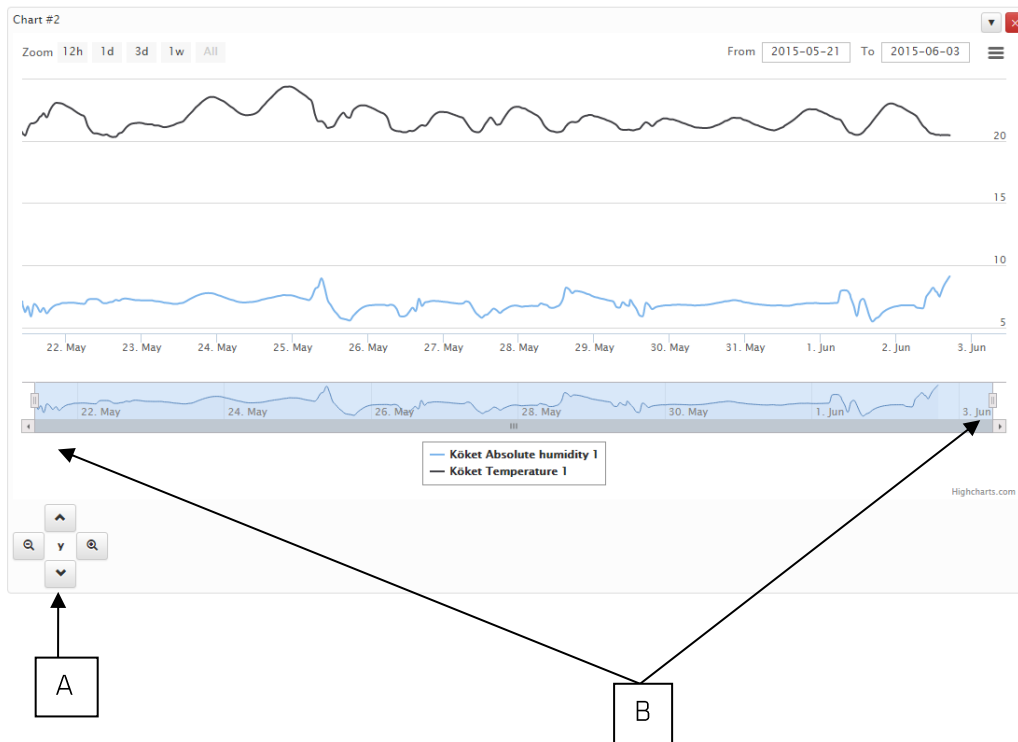 Chart #2
Zoom 12h 1d 3d 1w All From 2015-05-21 To 2015-06-03
20
15
10
5
22. May 23. May 24. May 25. May 26. May 27. May 28. May 29. May 30. May 31. May 1. Jun 2. Jun 3. Jun
22. May 24. May 26. May 28. May 30. May 1. Jun 3. Jun
Köket Absolute humidity 1
Köket Temperature 1
Highcharts.com
y
A
B